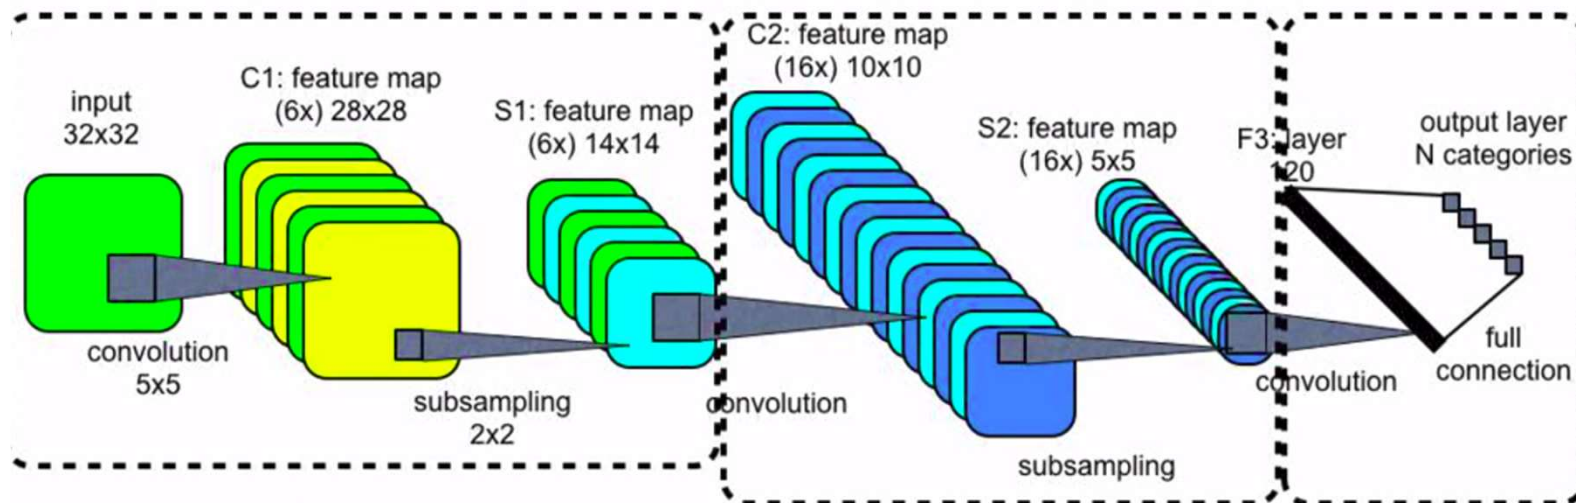 input
32x32
C1: feature map
(6x) 28x28
S1: feature map
(6x) 14x14
convolution
5x5
subsampling
2x2
C2: feature map
(16x) 10x10
S2: feature map
(16x) 5x5
convolution
subsampling
F3: layer
120
output layer
N categories
convolution
full
connection